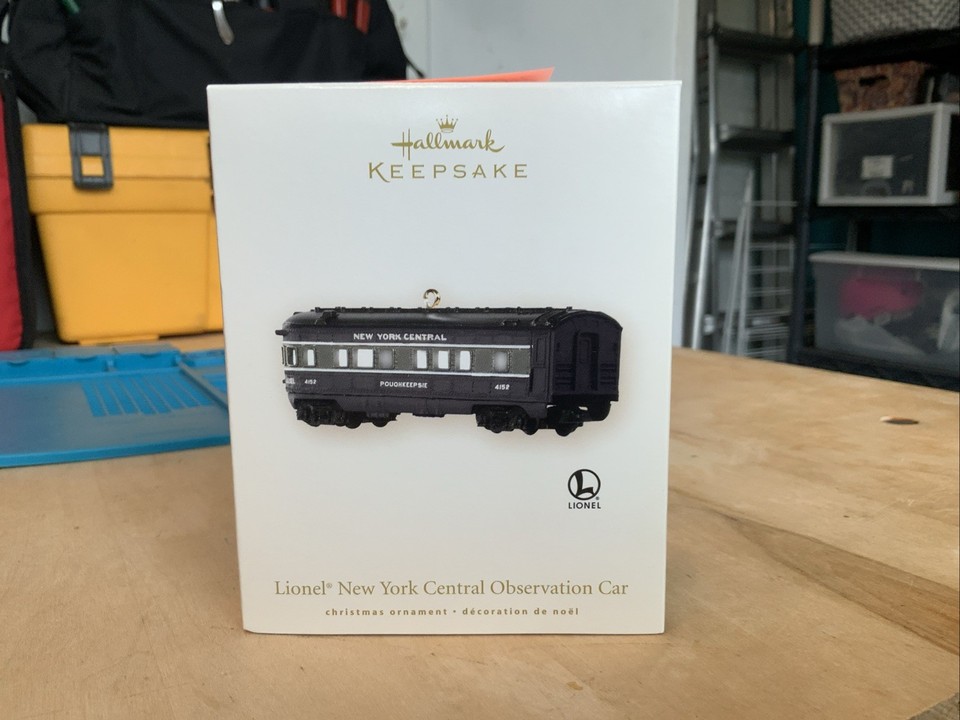 Hallmark
KEEPSAKE
NEW YORK CENTRAL
4152 POUGHKEEPSIE 4152
L
LIONEL
Lionel® New York Central Observation Car
christmas ornament • décoration de noël